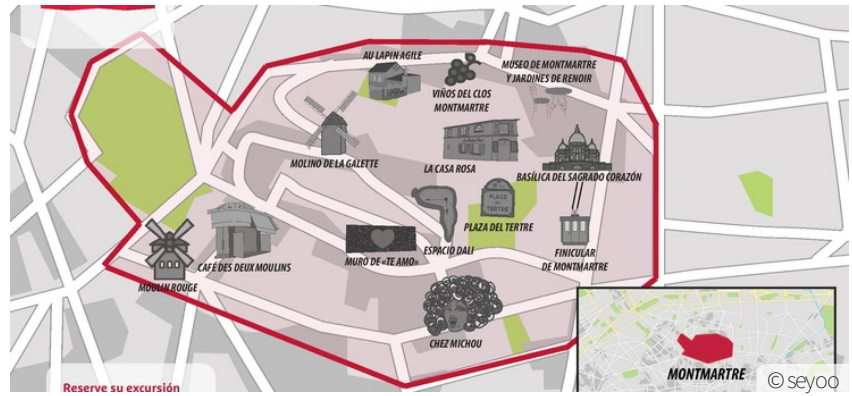 AU LAPIN AGILE
VIÑOS DEL CLOS
MONTMARTRE
MUSEO DE MONTMARTRE
Y JARDINES DE RENOIR
MOLINO DE LA GALETTE
LA CASA ROSA
BASÍLICA DEL SAGRADO CORAZÓN
PLACE
DU
TERTRE
PLAZA DEL TERTRE
ESPACIO DALI
FINICULAR
DE MONTMARTRE
MURO DE «TE AMO»
CAFÉ DES DEUX MOULINS
MOULIN ROUGE
CHEZ MICHOU
MONTMARTRE
Reserve su excursión
© seyoo